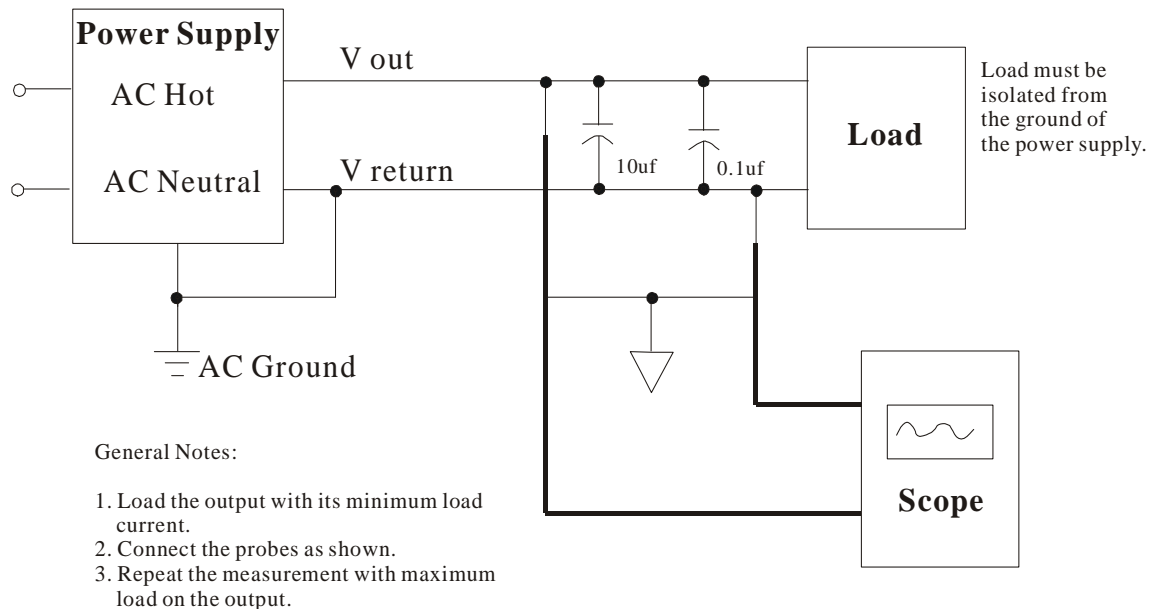 Power Supply
V out
AC Hot
AC Neutral
V return
10uf
0.1uf
Load
Load must be
isolated from
the ground of
the power supply.
AC Ground
Scope
General Notes:
1. Load the output with its minimum load
current.
2. Connect the probes as shown.
3. Repeat the measurement with maximum
load on the output.